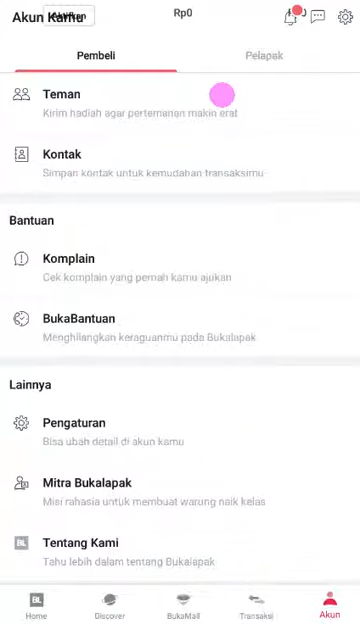 Akun Kamu
Rp0
Pembeli
Pelapak
Teman
Kirim hadiah agar pertemanan makin erat
Kontak
Simpan kontak untuk kemudahan transaksimu
Bantuan
Komplain
Cek komplain yang pernah kamu ajukan
BukaBantuan
Menghilangkan keraguanmu pada Bukalapak
Lainnya
Pengaturan
Bisa ubah detail di akun kamu
Mitra Bukalapak
Misi rahasia untuk membuat warung naik kelas
BL
Tentang Kami
Tahu lebih dalam tentang Bukalapak
BL
Home
Discover
BukaMall
Transaksi
Akun